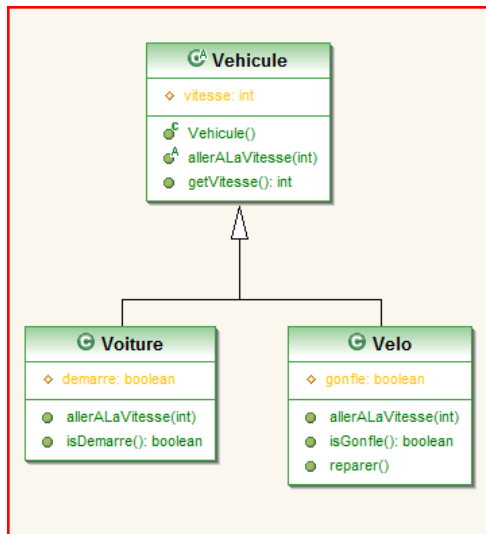 Vehicule
vitesse: int
Vehicule()
allerALaVitesse(int)
getVitesse(): int
Voiture
demarre: boolean
allerALaVitesse(int)
isDemarre(): boolean
Velo
gonfle: boolean
allerALaVitesse(int)
isGonfle(): boolean
reparer()